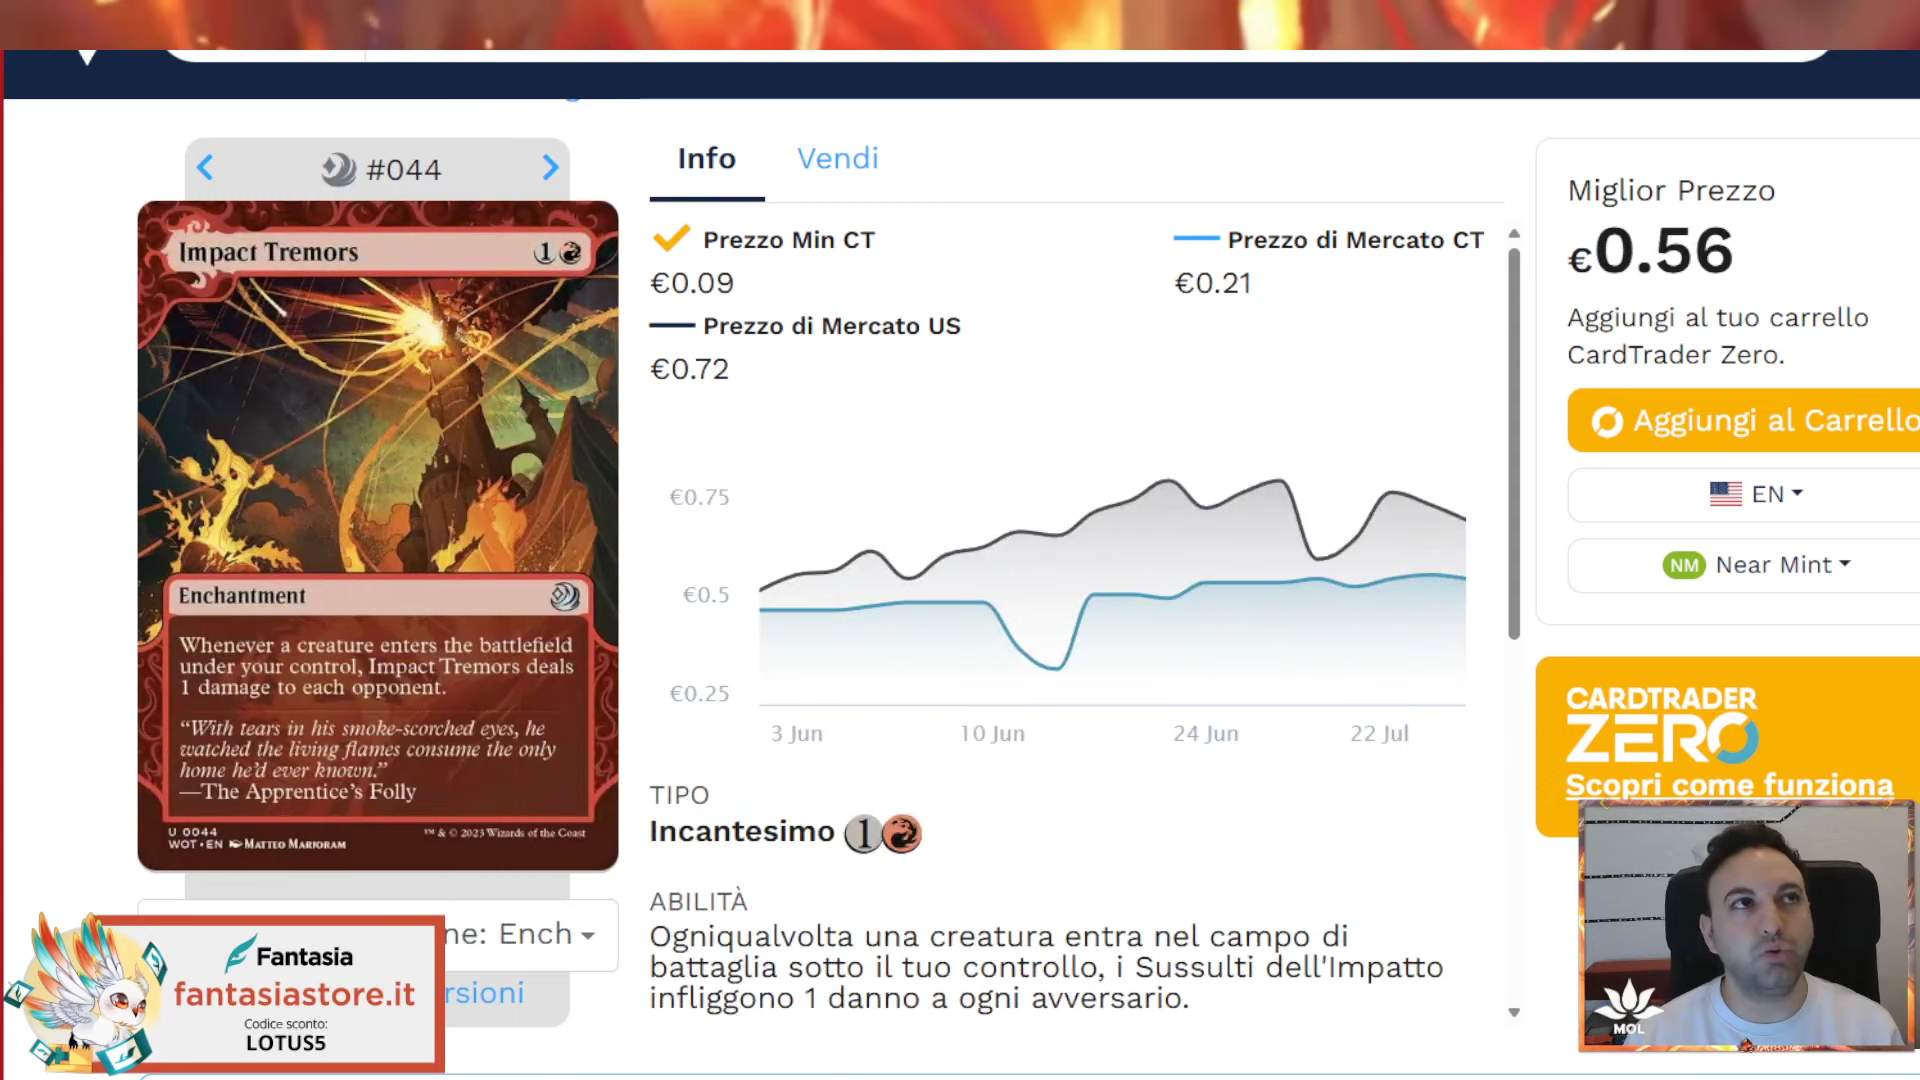 #044
Impact Tremors 1
Enchantment
Whenever a creature enters the battlefield
under your control, Impact Tremors deals
1 damage to each opponent.
“With tears in his smoke-scorched eyes, he
watched the living flames consume the only
home he’d ever known.”
—The Apprentice’s Folly
U 0044
WOT • EN MATTEO MARJORAM
™ & © 2023 Wizards of the Coast
ne: Ench
rsioni
Fantasia
fantasiastore.it
Codice sconto:
LOTUS5
Info
Vendi
Prezzo Min CT
€0.09
Prezzo di Mercato CT
€0.21
Prezzo di Mercato US
€0.72
€0.75
€0.5
€0.25
3 Jun
10 Jun
24 Jun
22 Jul
TIPO
Incantesimo 1
ABILITÀ
Ogniqualvolta una creatura entra nel campo di
battaglia sotto il tuo controllo, i Sussulti dell'Impatto
infliggono 1 danno a ogni avversario.
Miglior Prezzo
€0.56
Aggiungi al tuo carrello
CardTrader Zero.
Aggiungi al Carrello
EN
NM Near Mint
CARDTRADER
ZERO
Scopri come funziona
MOL